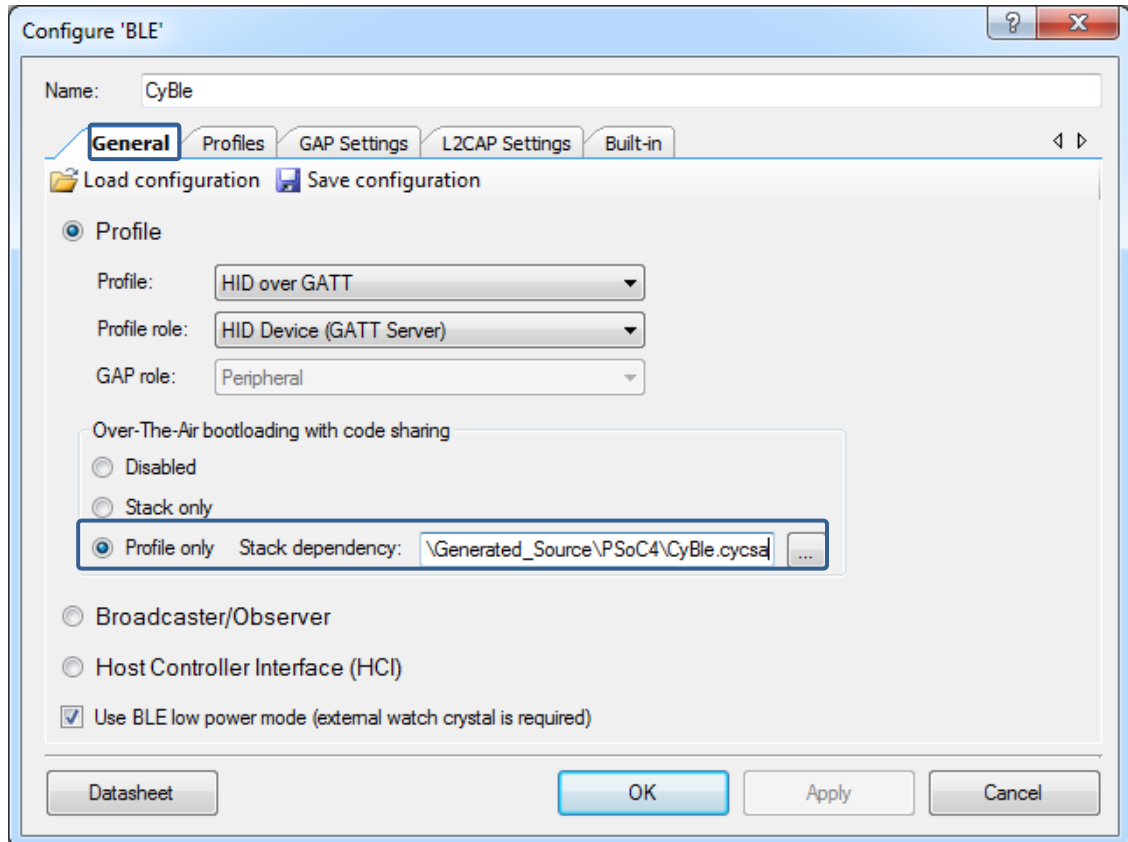 Configure 'BLE'
Name: CyBle
General Profiles GAP Settings L2CAP Settings Built-in
Load configuration Save configuration
Profile
Profile: HID over GATT
Profile role: HID Device (GATT Server)
GAP role: Peripheral
Over-The-Air bootloading with code sharing
Disabled
Stack only
Profile only Stack dependency: \Generated_Source\PSoC4\CyBle.cycsa ...
Broadcaster/Observer
Host Controller Interface (HCI)
Use BLE low power mode (external watch crystal is required)
Datasheet OK Apply Cancel